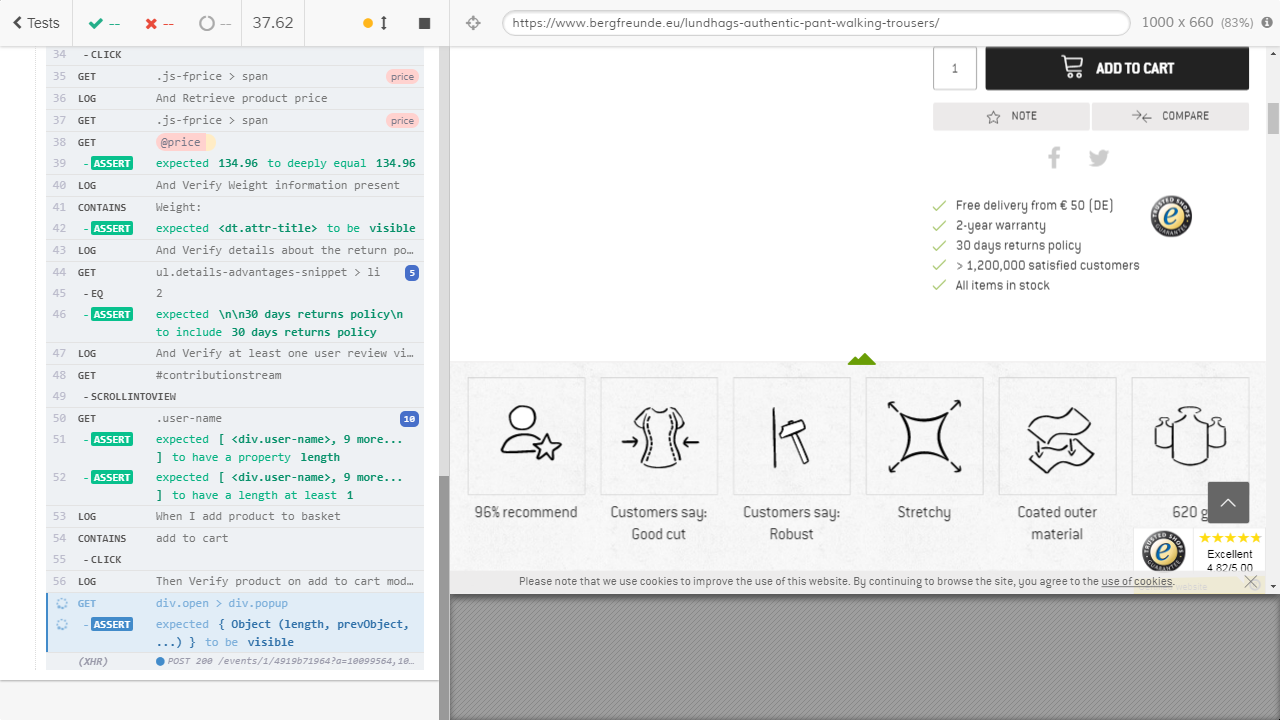 Tests
--
--
--
37.62
https://www.bergfreunde.eu/lundhags-authentic-pant-walking-trousers/
1000 x 660 (83%)
34 - CLICK
35 GET .js-fprice > span price
36 LOG And Retrieve product price
37 GET .js-fprice > span price
38 GET @price
39 - ASSERT expected 134.96 to deeply equal 134.96
40 LOG And Verify Weight information present
41 CONTAINS Weight:
42 - ASSERT expected <dt.attr-title> to be visible
43 LOG And Verify details about the return po…
44 GET ul.details-advantages-snippet > li 5
45 - EQ 2
46 - ASSERT expected \n\n30 days returns policy\n
to include 30 days returns policy
47 LOG And Verify at least one user review vi…
48 GET #contributionstream
49 - SCROLLINTOVIEW
50 GET .user-name 10
51 - ASSERT expected [ <div.user-name>, 9 more...
] to have a property length
52 - ASSERT expected [ <div.user-name>, 9 more...
] to have a length at least 1
53 LOG When I add product to basket
54 CONTAINS add to cart
55 - CLICK
56 LOG Then Verify product on add to cart mod…
GET div.open > div.popup
- ASSERT expected { Object (length, prevObject,
...) } to be visible
(XHR) POST 200 /events/1/4919b71964?a=10099564,10…
1 ADD TO CART
NOTE COMPARE
Free delivery from € 50 (DE)
2-year warranty
30 days returns policy
> 1,200,000 satisfied customers
All items in stock
TRUSTED SHOPS GUARANTEE
96% recommend
Customers say:
Good cut
Customers say:
Robust
Stretchy
Coated outer
material
620 g
TRUSTED SHOPS GUARANTEE
Excellent
4.82/5.00
Please note that we use cookies to improve the use of this website. By continuing to browse the site, you agree to the use of cookies.